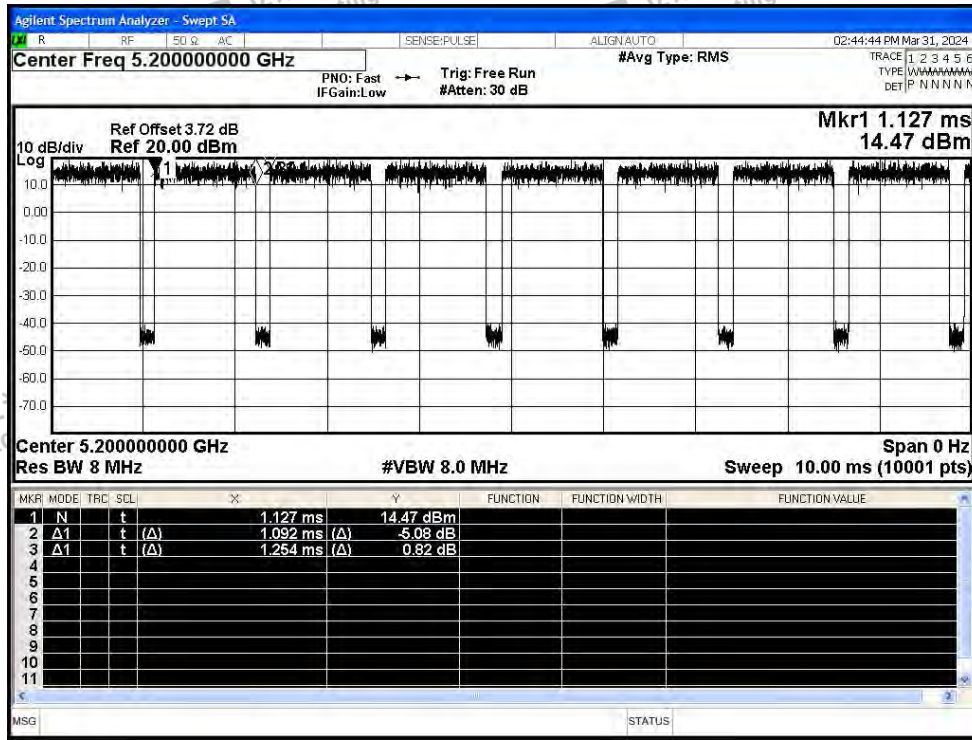 Agilent Spectrum Analyzer - Swept SA
R RF 50 Ω AC SENSE:PULSE ALIGN AUTO 02:44:44 PM Mar 31, 2024
Center Freq 5.200000000 GHz #Avg Type: RMS TRACE 1 2 3 4 5 6
PNO: Fast Trig: Free Run TYPE
IFGain:Low #Atten: 30 dB DET P N N N N N
Mkr1 1.127 ms
Ref Offset 3.72 dB
10 dB/div Ref 20.00 dBm 14.47 dBm
Log
1
10.0
0.00
-10.0
-20.0
-30.0
-40.0
-50.0
-60.0
-70.0
Center 5.200000000 GHz Span 0 Hz
Res BW 8 MHz #VBW 8.0 MHz Sweep 10.00 ms (10001 pts)
MKR MODE TRC SCL X Y FUNCTION FUNCTION WIDTH FUNCTION VALUE
1 N t 1.127 ms 14.47 dBm
2 Δ1 t (Δ) 1.092 ms (Δ) -5.08 dB
3 Δ1 t (Δ) 1.254 ms (Δ) 0.82 dB
4
5
6
7
8
9
10
11
MSG STATUS